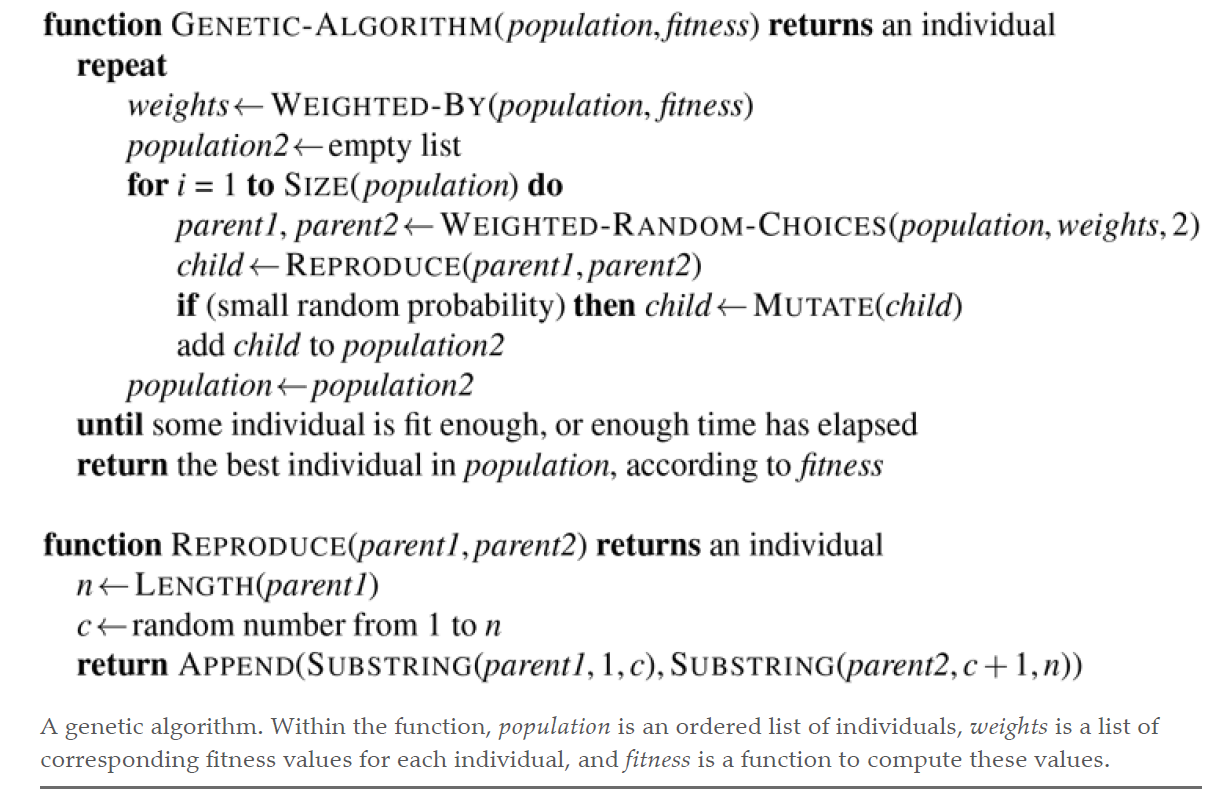 function GENETIC-ALGORITHM(population, fitness) returns an individual
repeat
weights ← WEIGHTED-BY(population, fitness)
population2 ← empty list
for i = 1 to SIZE(population) do
parent1, parent2 ← WEIGHTED-RANDOM-CHOICES(population, weights, 2)
child ← REPRODUCE(parent1, parent2)
if (small random probability) then child ← MUTATE(child)
add child to population2
population ← population2
until some individual is fit enough, or enough time has elapsed
return the best individual in population, according to fitness
function REPRODUCE(parent1, parent2) returns an individual
n ← LENGTH(parent1)
c ← random number from 1 to n
return APPEND(SUBSTRING(parent1, 1, c), SUBSTRING(parent2, c + 1, n))
A genetic algorithm. Within the function, population is an ordered list of individuals, weights is a list of
corresponding fitness values for each individual, and fitness is a function to compute these values.